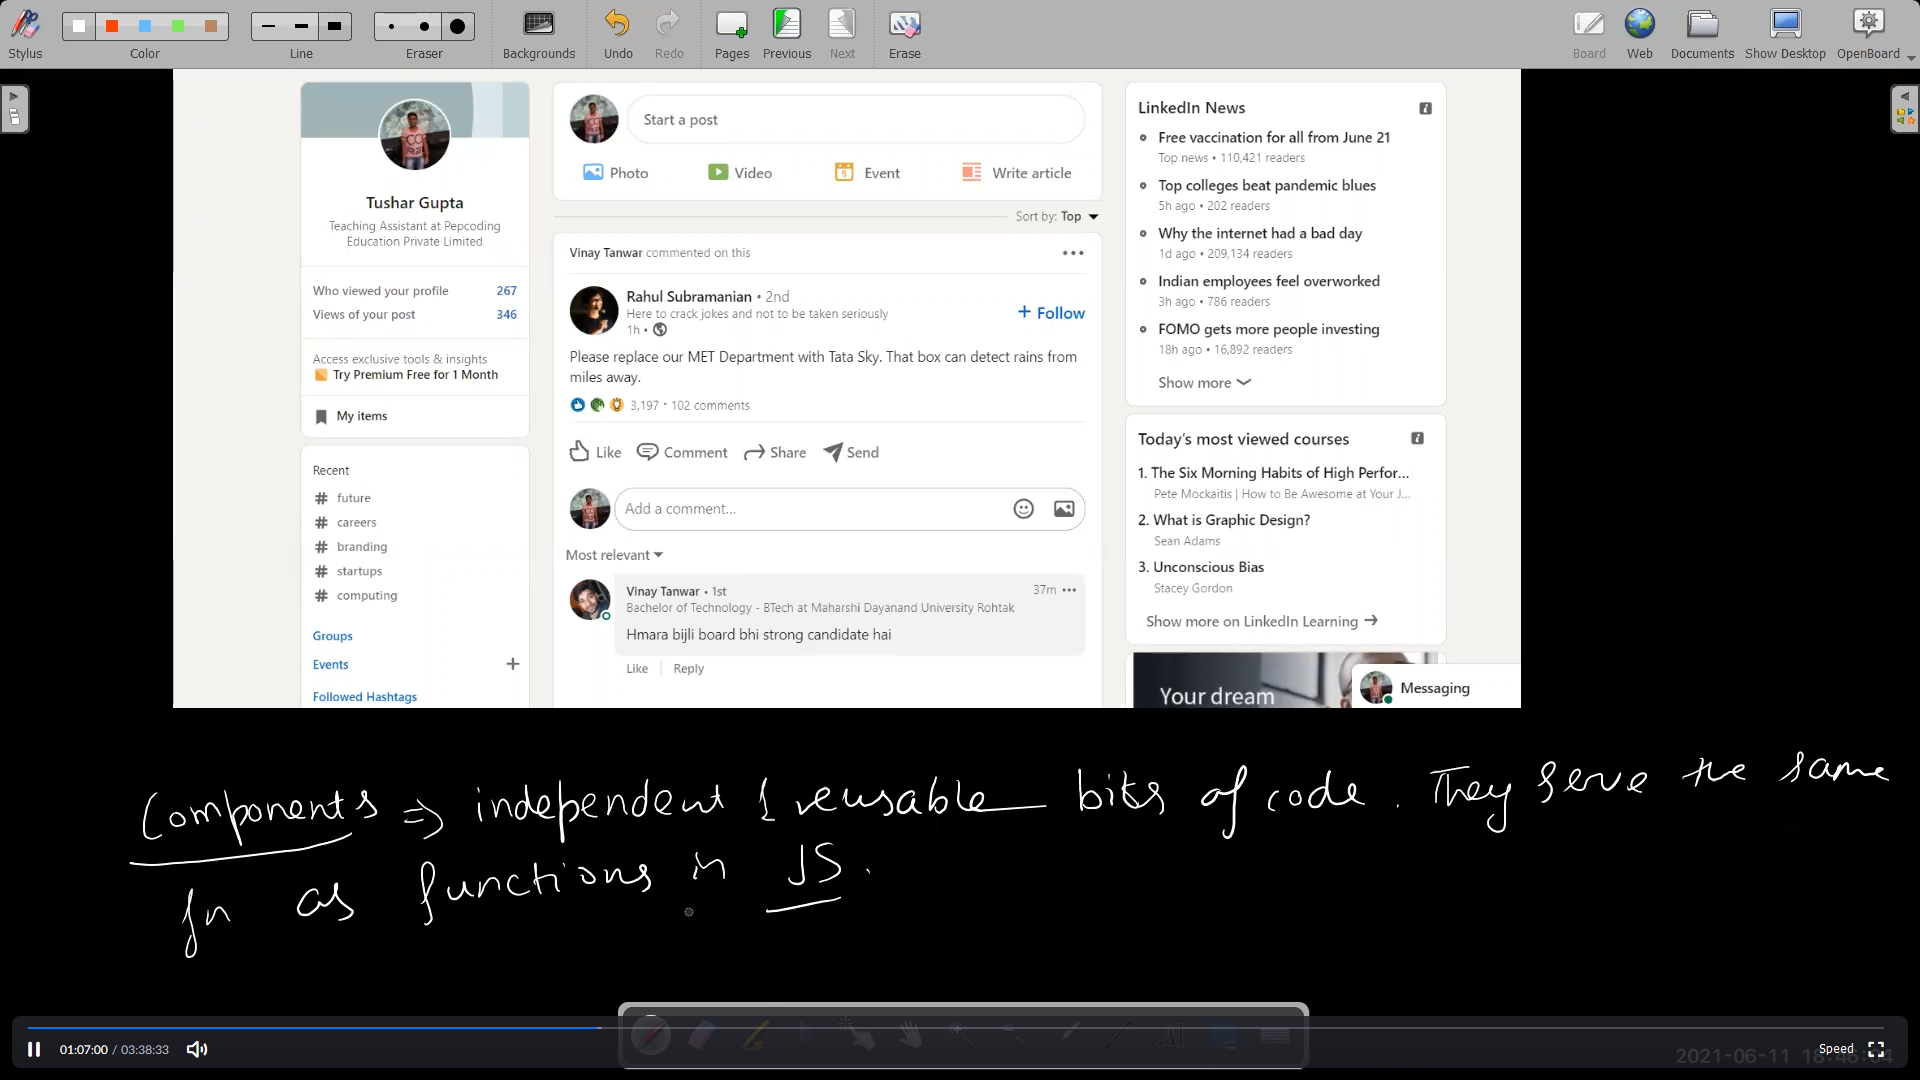 Stylus
Color
Line
Eraser
Backgrounds
Undo
Redo
Pages
Previous
Next
Erase
Board
Web
Documents
Show Desktop
OpenBoard
Tushar Gupta
Teaching Assistant at Pepcoding
Education Private Limited
Who viewed your profile 267
Views of your post 346
Access exclusive tools & insights
Try Premium Free for 1 Month
My items
Recent
# future
# careers
# branding
# startups
# computing
Groups
Events +
Followed Hashtags
Start a post
Photo Video Event Write article
Sort by: Top
Vinay Tanwar commented on this
Rahul Subramanian • 2nd
Here to crack jokes and not to be taken seriously
1h •
+ Follow
Please replace our MET Department with Tata Sky. That box can detect rains from
miles away.
3,197 • 102 comments
Like Comment Share Send
Add a comment...
Most relevant
Vinay Tanwar • 1st 37m
Bachelor of Technology - BTech at Maharshi Dayanand University Rohtak
Hmara bijli board bhi strong candidate hai
Like Reply
LinkedIn News
Free vaccination for all from June 21
Top news • 110,421 readers
Top colleges beat pandemic blues
5h ago • 202 readers
Why the internet had a bad day
1d ago • 209,134 readers
Indian employees feel overworked
3h ago • 786 readers
FOMO gets more people investing
18h ago • 16,892 readers
Show more
Today's most viewed courses
1. The Six Morning Habits of High Perfor...
Pete Mockaitis | How to Be Awesome at Your J...
2. What is Graphic Design?
Sean Adams
3. Unconscious Bias
Stacey Gordon
Show more on LinkedIn Learning →
Your dream
Messaging
Components ⇒ independent & reusable bits of code. They serve the same
fn as functions in JS.
01:07:00 / 03:38:33
Speed
2021-06-11 18:46:04